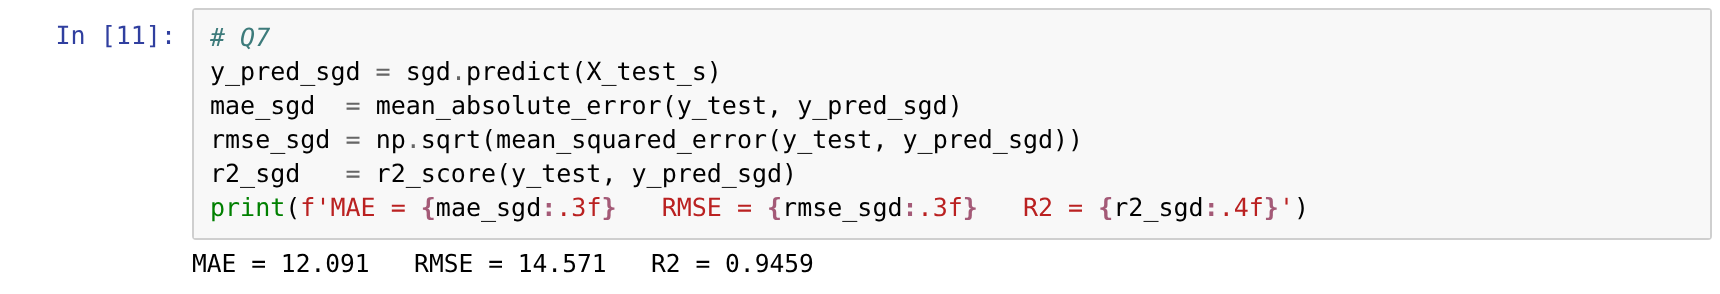 In [11]:
# Q7
y_pred_sgd = sgd.predict(X_test_s)
mae_sgd  = mean_absolute_error(y_test, y_pred_sgd)
rmse_sgd = np.sqrt(mean_squared_error(y_test, y_pred_sgd))
r2_sgd   = r2_score(y_test, y_pred_sgd)
print(f'MAE = {mae_sgd:.3f}   RMSE = {rmse_sgd:.3f}   R2 = {r2_sgd:.4f}')
MAE = 12.091   RMSE = 14.571   R2 = 0.9459